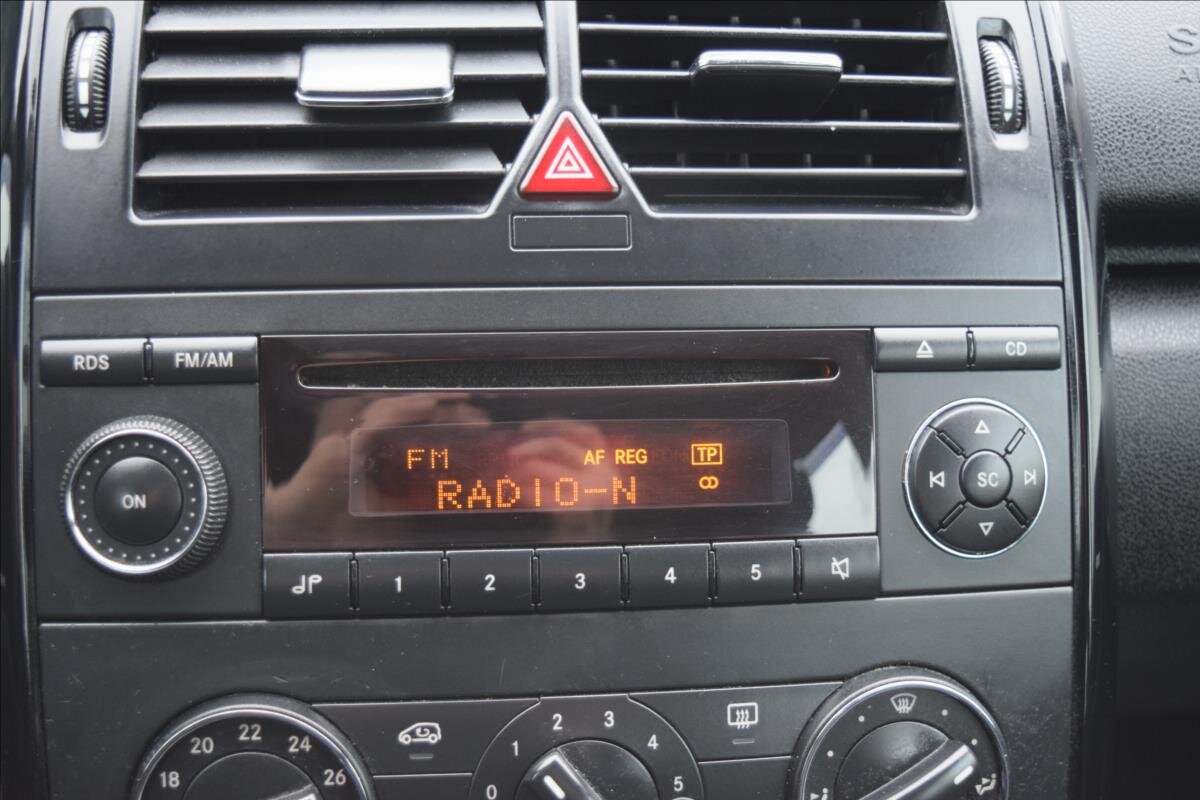 S
A
RDS
FM/AM
CD
FM AF REG TP
RADIO-N
ON
SC
1 2 3 4 5
18 20 22 24 26
0 1 2 3 4 5